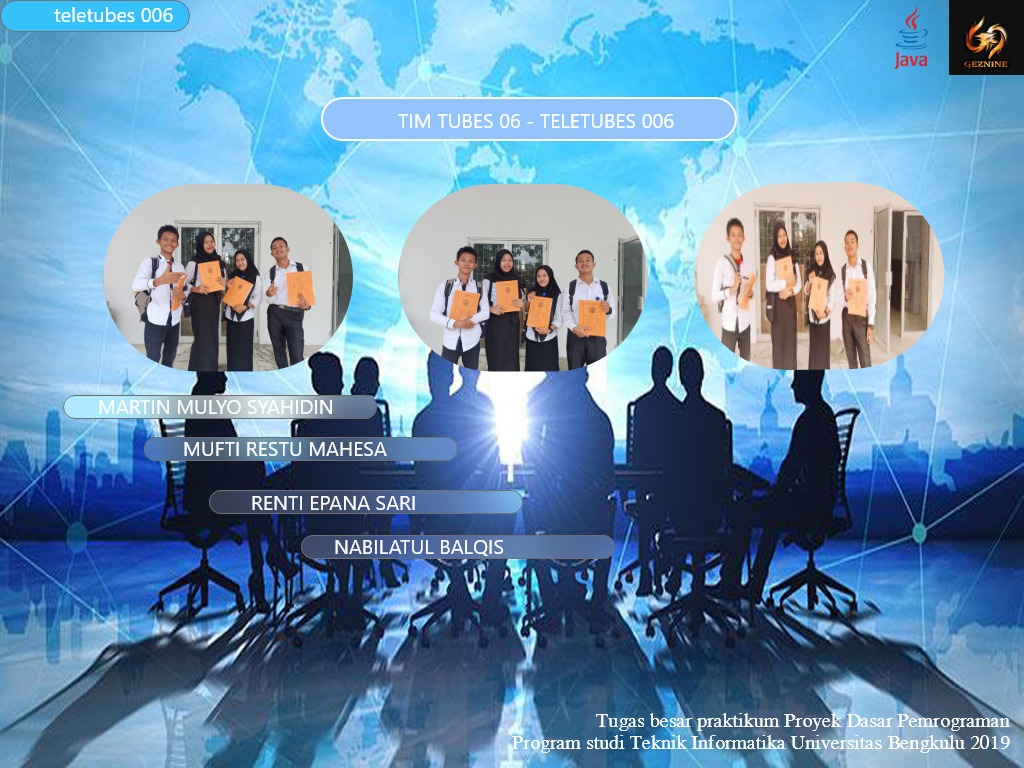 teletubes 006
Java
GEZNINE
TIM TUBES 06 - TELETUBES 006
MARTIN MULYO SYAHIDIN
MUFTI RESTU MAHESA
RENTI EPANA SARI
NABILATUL BALQIS
Tugas besar praktikum Proyek Dasar Pemrograman
Program studi Teknik Informatika Universitas Bengkulu 2019